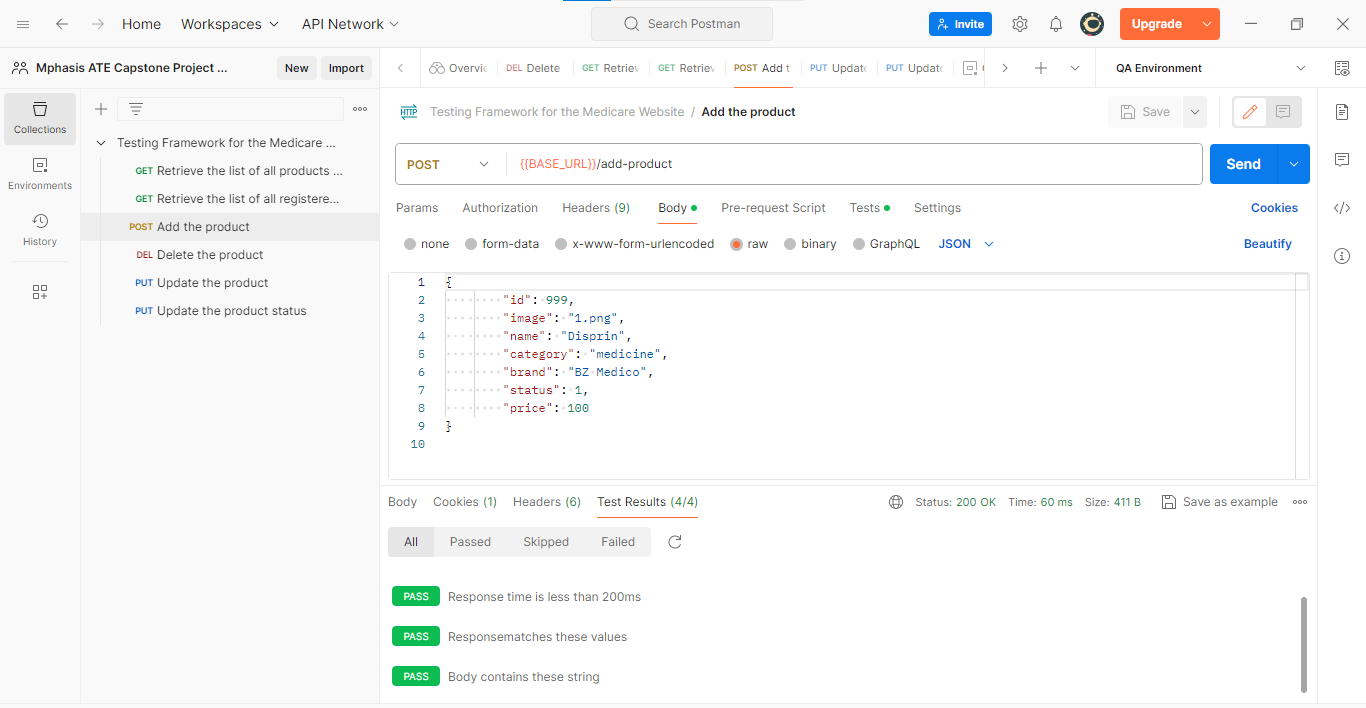 Home Workspaces API Network Search Postman Invite Upgrade
Mphasis ATE Capstone Project ... New Import
Overvie DEL Delete GET Retriev GET Retriev POST Add t PUT Update PUT Update QA Environment
Collections
Environments
History
Testing Framework for the Medicare ...
GET Retrieve the list of all products ...
GET Retrieve the list of all registere...
POST Add the product
DEL Delete the product
PUT Update the product
PUT Update the product status
HTTP Testing Framework for the Medicare Website / Add the product Save
POST {{BASE_URL}}/add-product Send
Params Authorization Headers (9) Body Pre-request Script Tests Settings Cookies
none form-data x-www-form-urlencoded raw binary GraphQL JSON Beautify
1 {
2 "id": 999,
3 "image": "1.png",
4 "name": "Disprin",
5 "category": "medicine",
6 "brand": "BZ Medico",
7 "status": 1,
8 "price": 100
9 }
10
Body Cookies (1) Headers (6) Test Results (4/4) Status: 200 OK Time: 60 ms Size: 411 B Save as example
All Passed Skipped Failed
PASS Response time is less than 200ms
PASS Responsematches these values
PASS Body contains these string